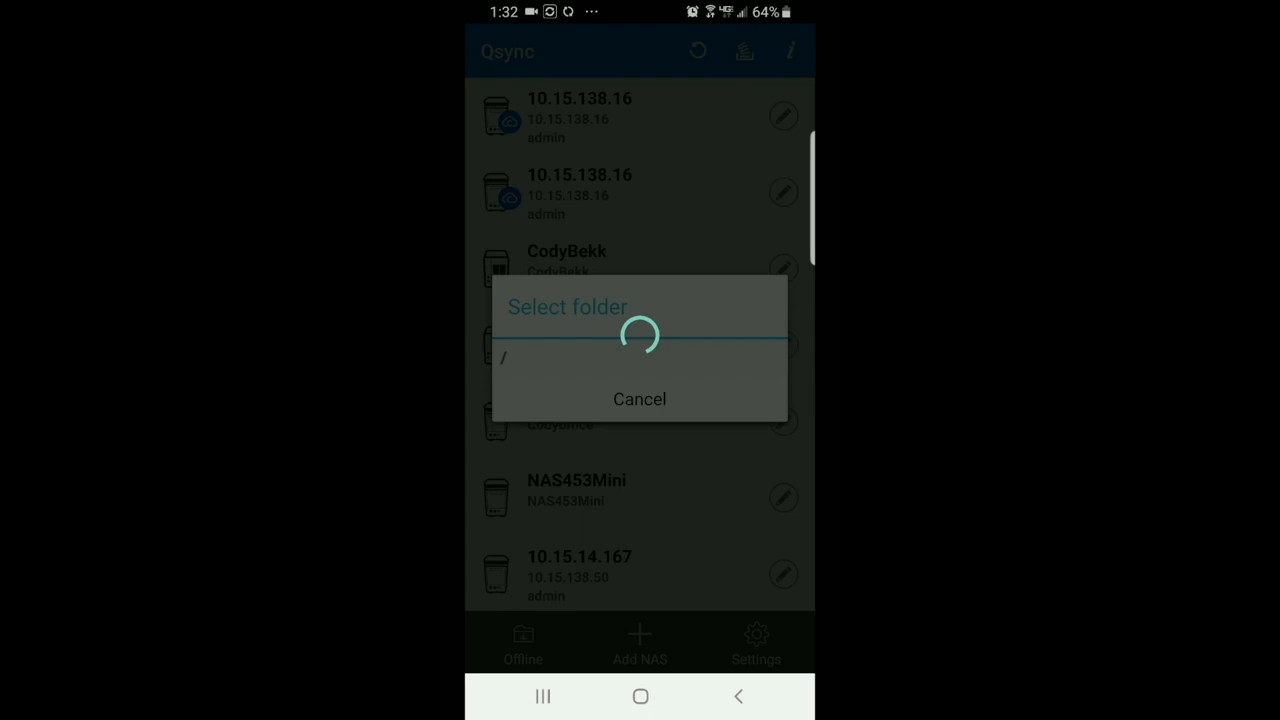 1:32 ... 4GE 64%
Qsync
10.15.138.16
10.15.138.16
admin
10.15.138.16
10.15.138.16
admin
CodyBekk
CodyBekk
Select folder
/
Cancel
NAS453Mini
NAS453Mini
10.15.14.167
10.15.138.50
admin
Offline
Add NAS
Settings